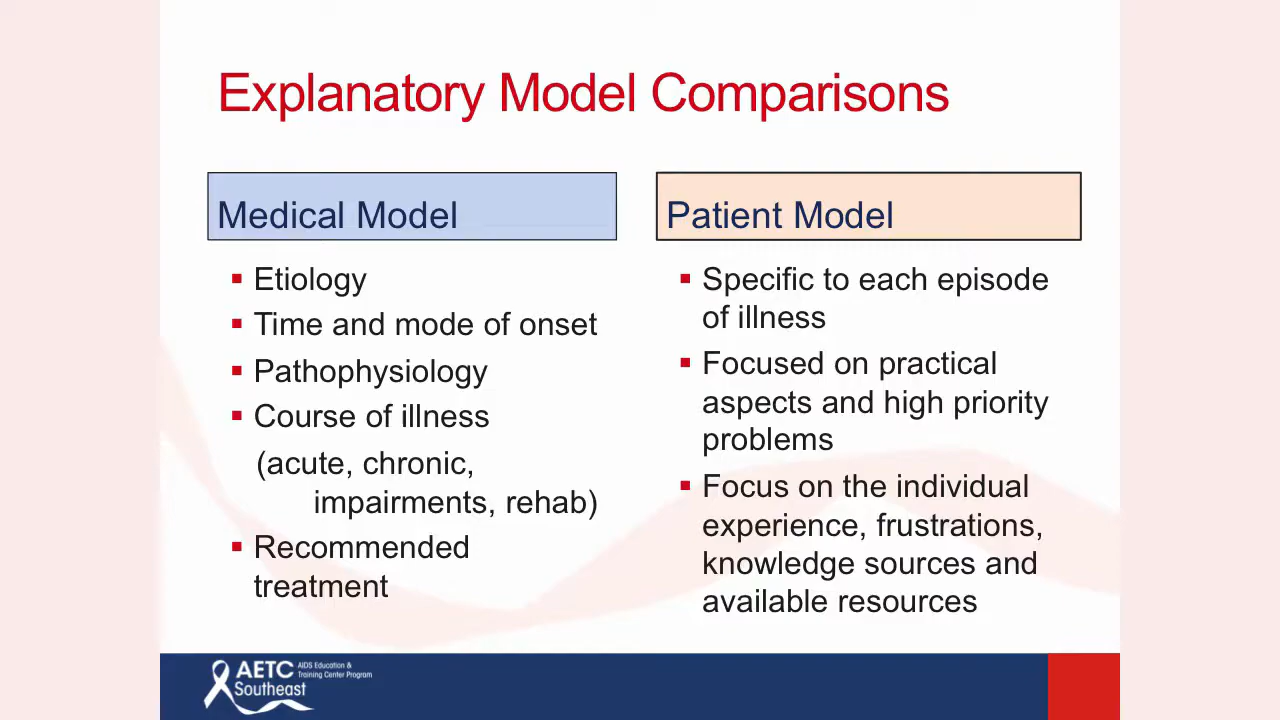 Explanatory Model Comparisons
Medical Model
Etiology
Time and mode of onset
Pathophysiology
Course of illness
(acute, chronic,
impairments, rehab)
Recommended
treatment
Patient Model
Specific to each episode
of illness
Focused on practical
aspects and high priority
problems
Focus on the individual
experience, frustrations,
knowledge sources and
available resources
AETC
Southeast
AIDS Education &
Training Center Program